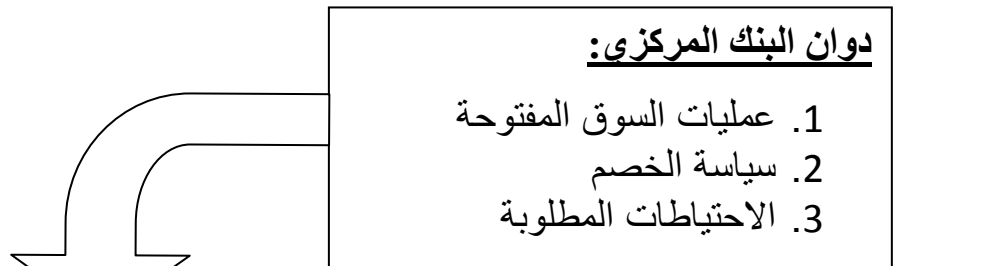 دوان البنك المركزي:
1. عمليات السوق المفتوحة
2. سياسة الخصم
3. الاحتياطات المطلوبة